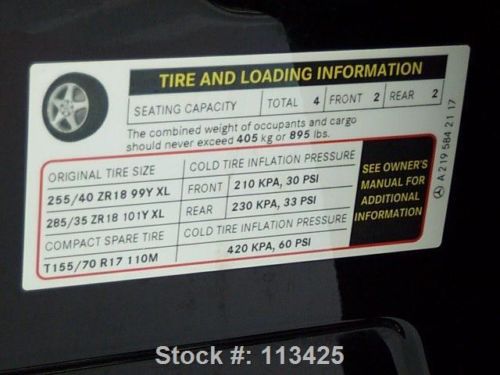 TIRE AND LOADING INFORMATION
SEATING CAPACITY TOTAL 4 FRONT 2 REAR 2
The combined weight of occupants and cargo
should never exceed 405 kg or 895 lbs.
ORIGINAL TIRE SIZE COLD TIRE INFLATION PRESSURE
255/40 ZR18 99Y XL FRONT 210 KPA, 30 PSI
285/35 ZR18 101Y XL REAR 230 KPA, 33 PSI
COMPACT SPARE TIRE COLD TIRE INFLATION PRESSURE
T155/70 R17 110M 420 KPA, 60 PSI
SEE OWNER'S
MANUAL FOR
ADDITIONAL
INFORMATION
A 219 584 21 17
Stock #: 113425